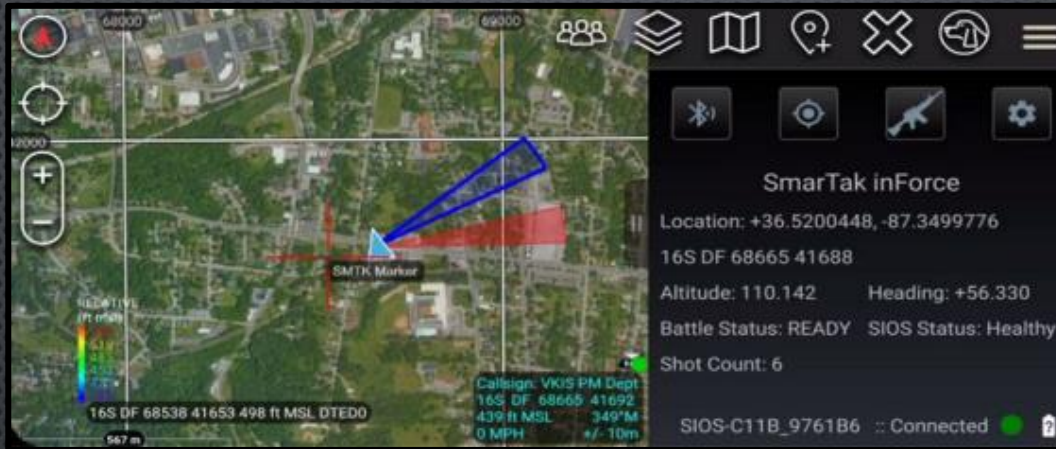 68000
69000
SmarTak inForce
Location: +36.5200448, -87.3499776
16S DF 68665 41688
Altitude: 110.142 Heading: +56.330
Battle Status: READY SIOS Status: Healthy
Shot Count: 6
SIOS-C11B_9761B6 :: Connected
SMTK Marker
RELATIVE
Callsign: VKIS PM Dept
16S DF 68665 41692
439 ft MSL 349°M
0 MPH +/- 10m
16S DF 68538 41653 498 ft MSL DTED0
567 m